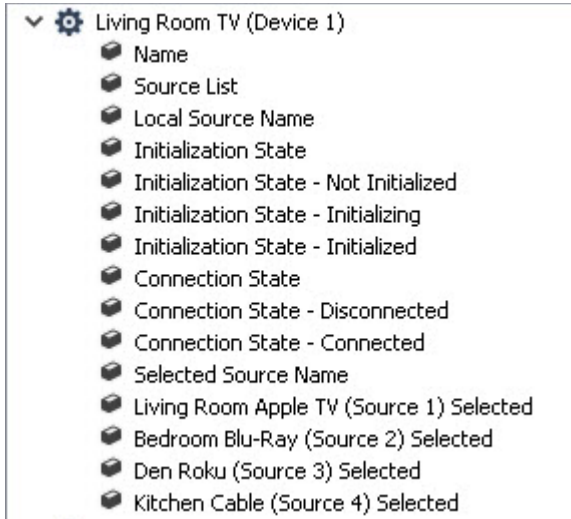 Living Room TV (Device 1)
Name
Source List
Local Source Name
Initialization State
Initialization State - Not Initialized
Initialization State - Initializing
Initialization State - Initialized
Connection State
Connection State - Disconnected
Connection State - Connected
Selected Source Name
Living Room Apple TV (Source 1) Selected
Bedroom Blu-Ray (Source 2) Selected
Den Roku (Source 3) Selected
Kitchen Cable (Source 4) Selected